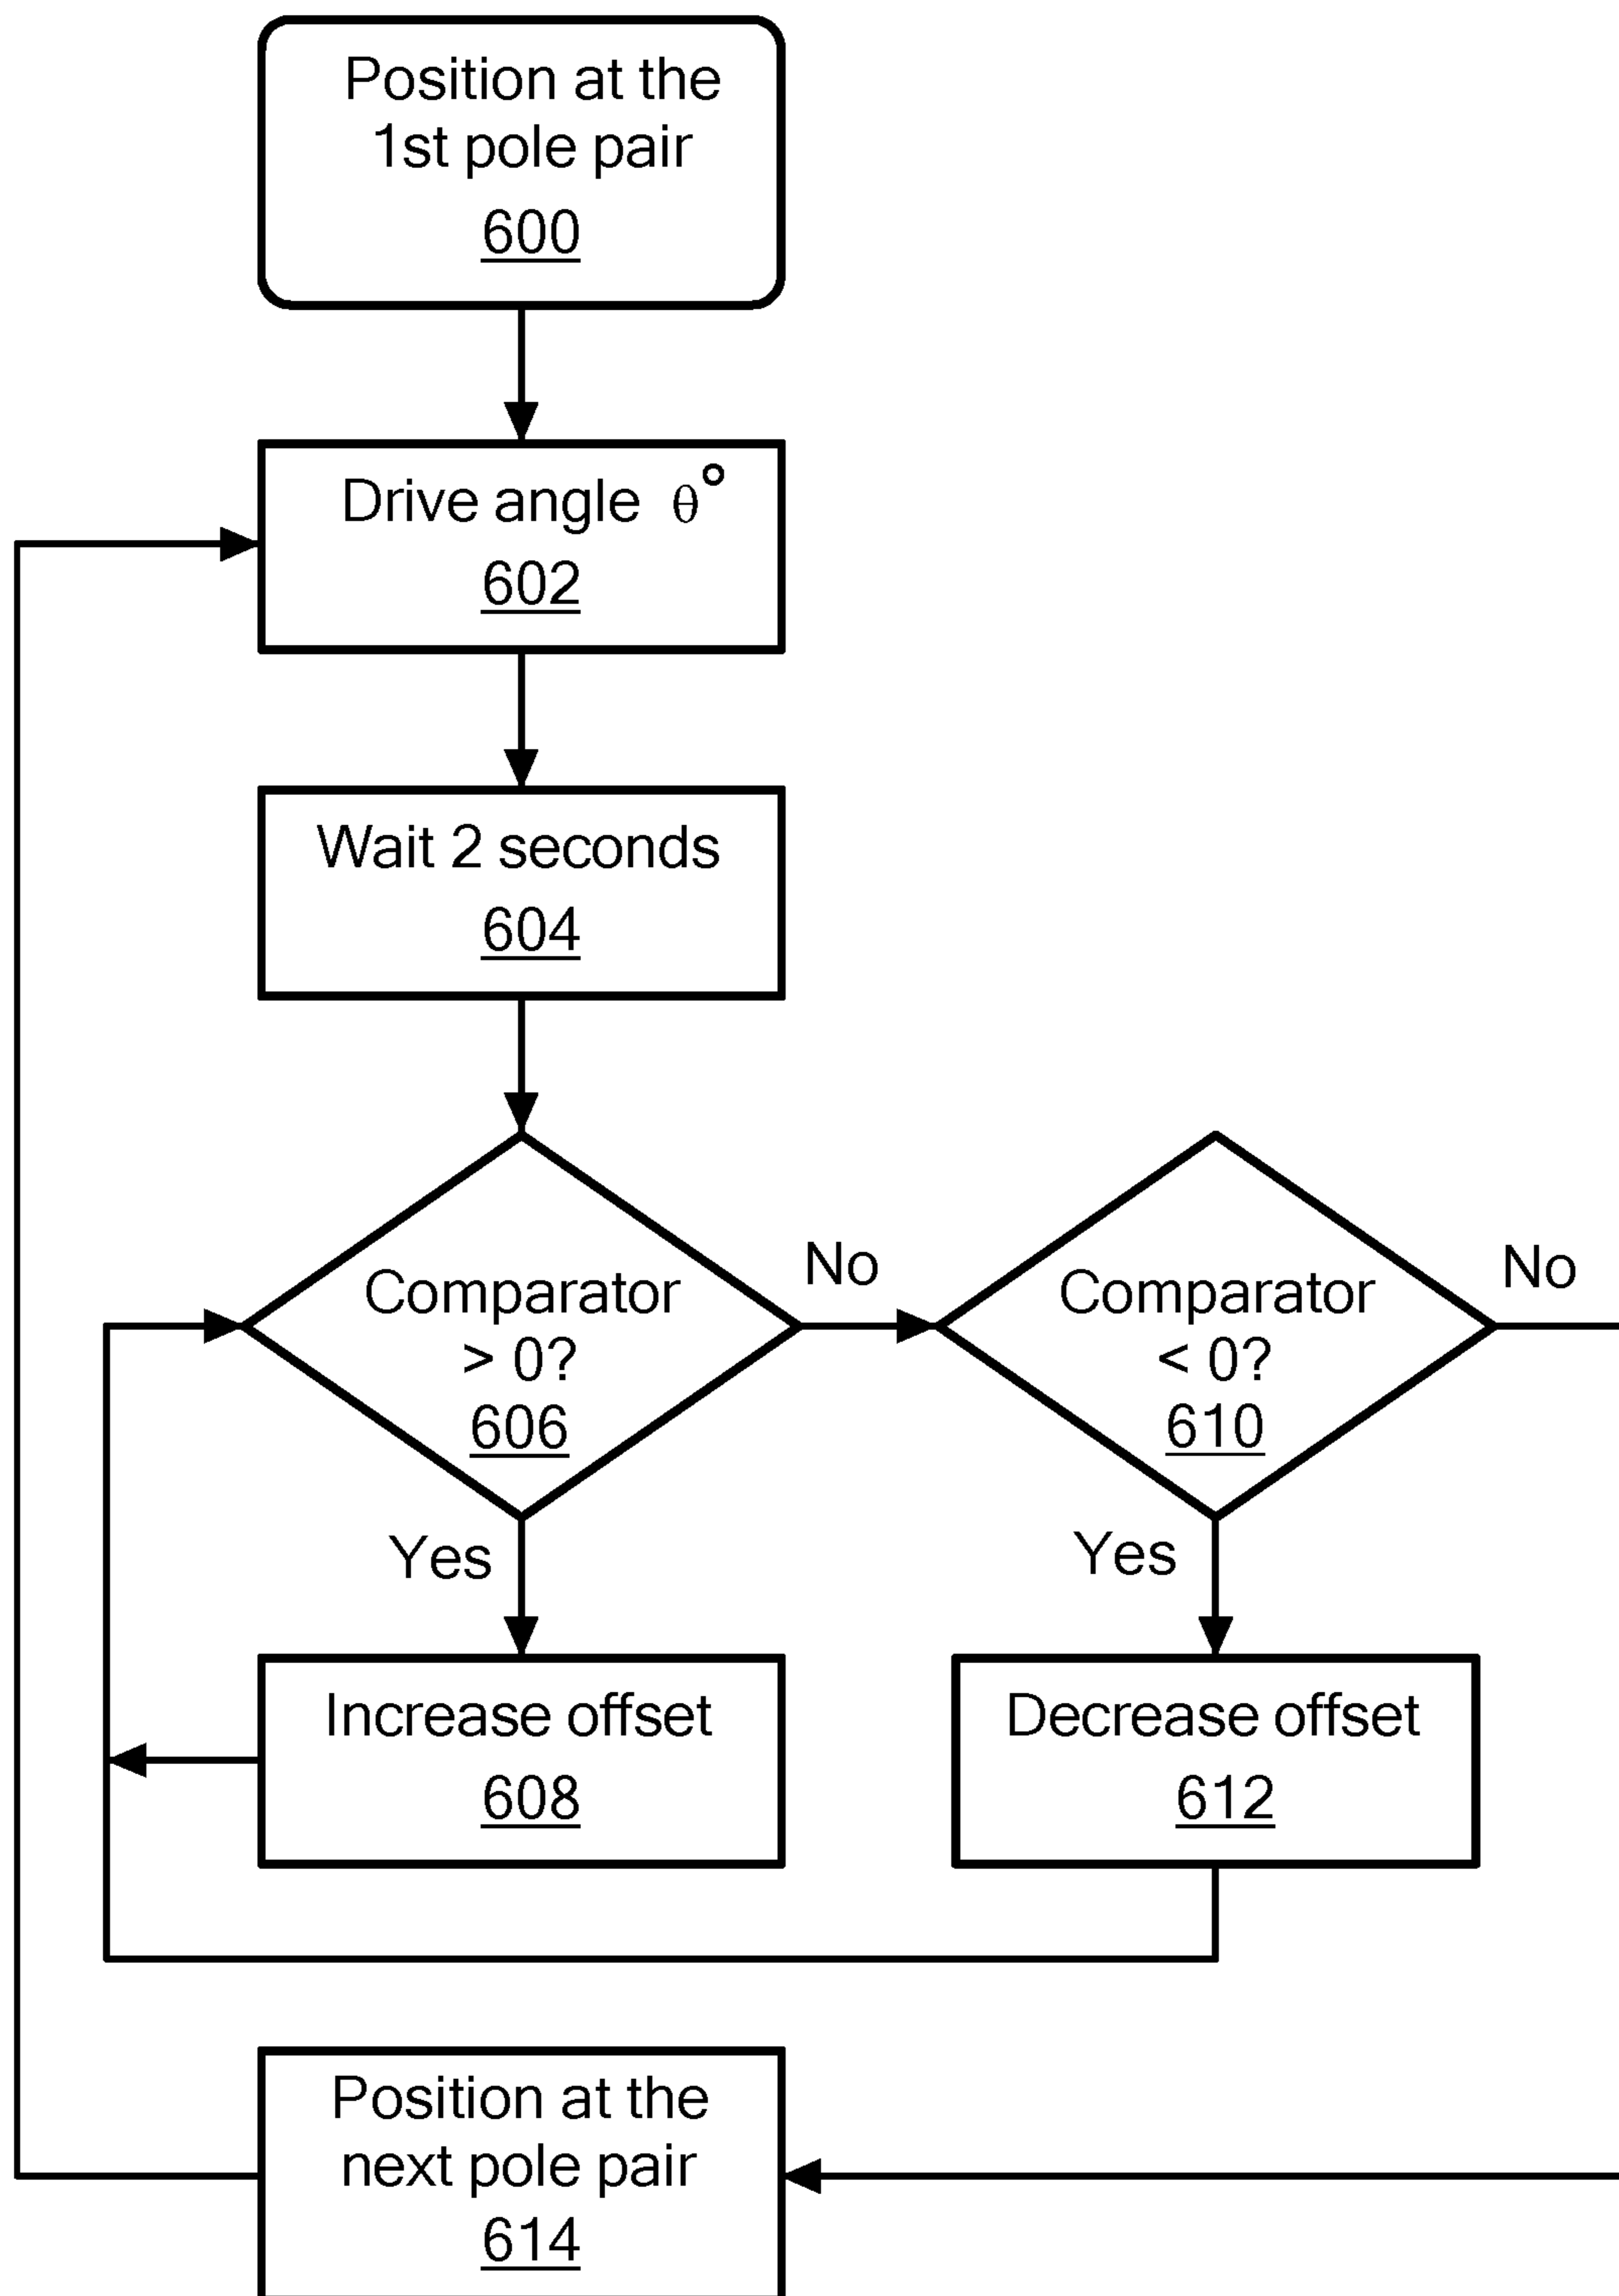 Position at the
1st pole pair
600
Drive angle θ°
602
Wait 2 seconds
604
Comparator
> 0?
606
No
Comparator
< 0?
610
No
Yes
Yes
Increase offset
608
Decrease offset
612
Position at the
next pole pair
614